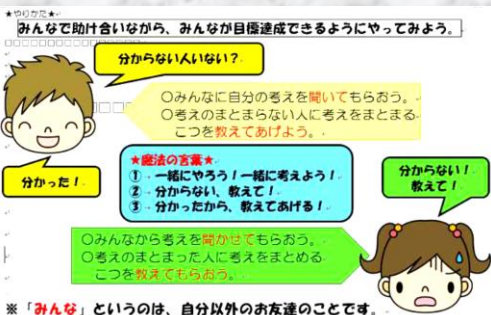 ★やりかた★
みんなで助け合いながら、みんなが目標達成できるようにやってみよう。
分からない人いない?
○みんなに自分の考えを聞いてもらおう。
○考えのまとまらない人に考えをまとまる
こつを教えてあげよう。
分かった!
★魔法の言葉★
① 一緒にやろう!一緒に考えよう!
② 分からない、教えて!
③ 分かったから、教えてあげる!
分からない!
教えて!
○みんなから考えを聞かせてもらおう。
○考えのまとまった人に考えをまとめる
こつを教えてもらおう。
※「みんな」というのは、自分以外のお友達のことです。